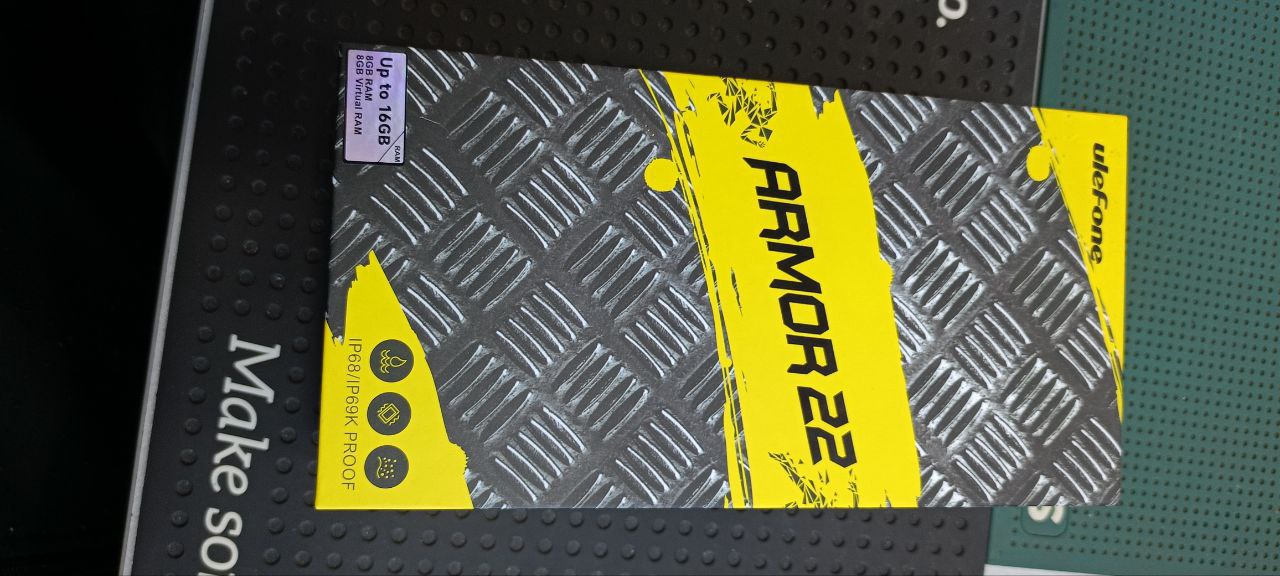 ulefone
ARMOR 22
Up to 16GB
RAM
8GB RAM
8GB Virtual RAM
IP68/IP69K PROOF
Make so
o.